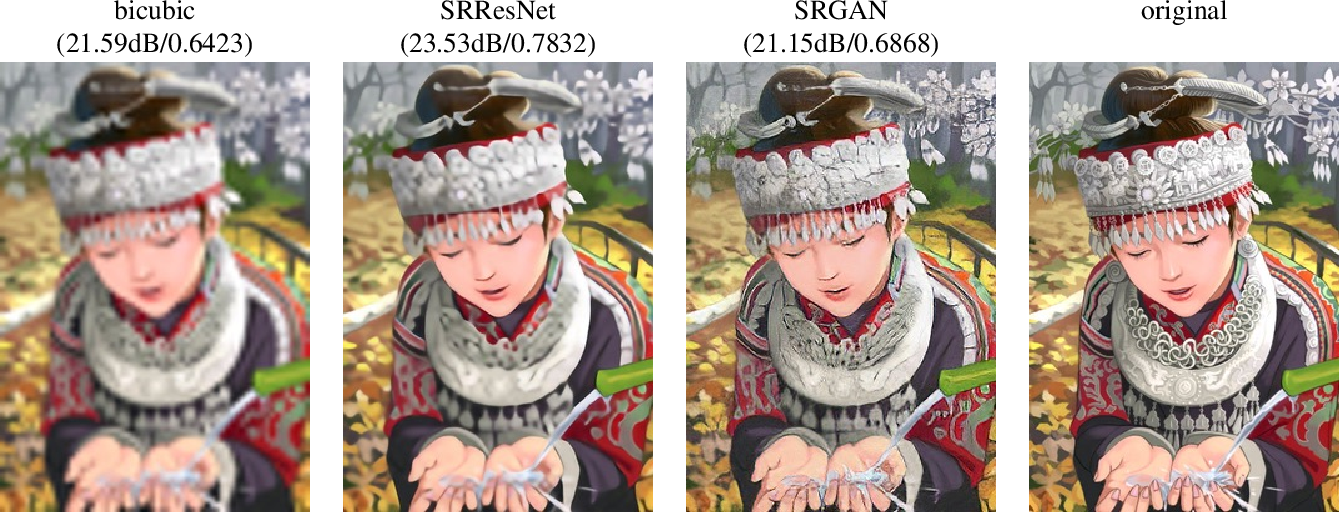 bicubic
(21.59dB/0.6423)
SRResNet
(23.53dB/0.7832)
SRGAN
(21.15dB/0.6868)
original